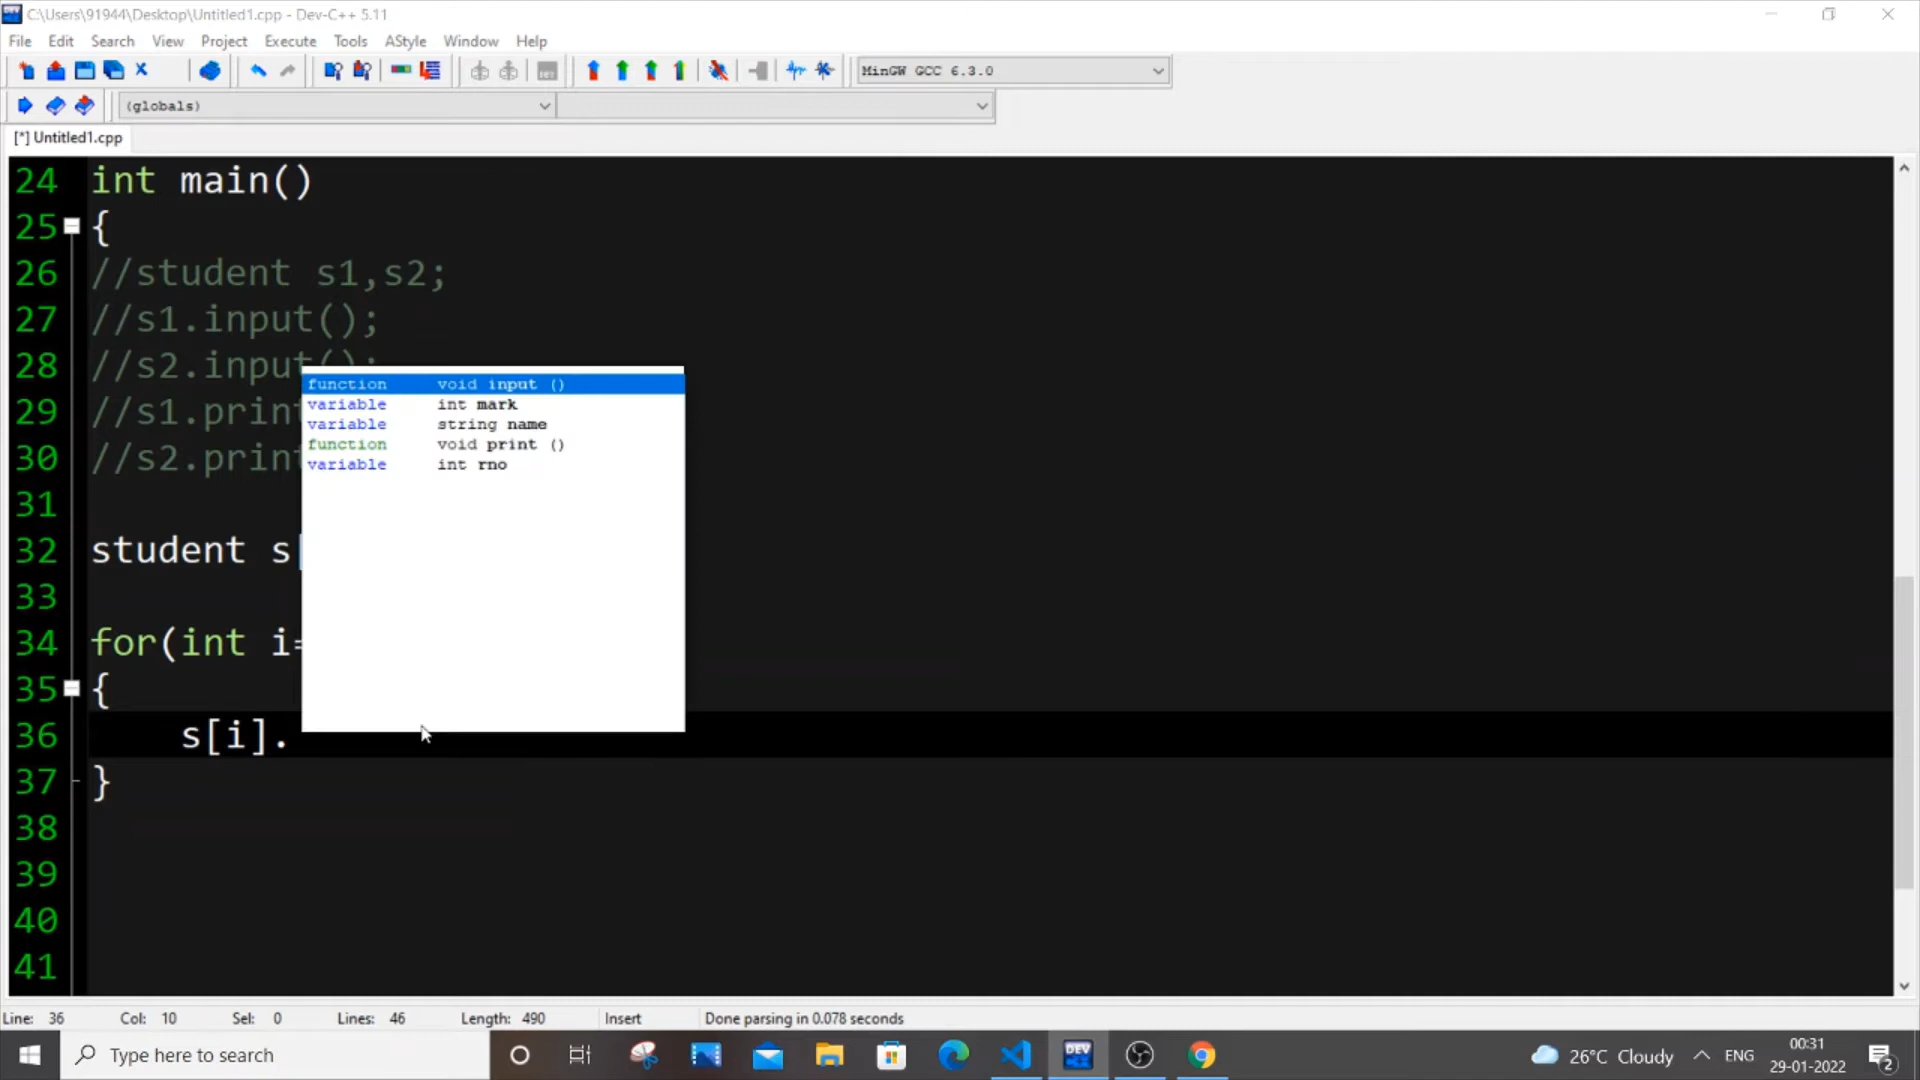 C:\Users\91944\Desktop\Untitled1.cpp - Dev-C++ 5.11
File Edit Search View Project Execute Tools AStyle Window Help
MinGW GCC 6.3.0
(globals)
[*] Untitled1.cpp
24 int main()
25 {
26 //student s1,s2;
27 //s1.input();
28 //s2.input();
function void input ()
variable int mark
29 //s1.print
variable string name
function void print ()
30 //s2.print
variable int rno
31
32 student s[
33
34 for(int i=
35 {
36 s[i].
37 }
38
39
40
41
Line: 36 Col: 10 Sel: 0 Lines: 46 Length: 490 Insert Done parsing in 0.078 seconds
Type here to search
DEV
26°C Cloudy
ENG
00:31
29-01-2022
2